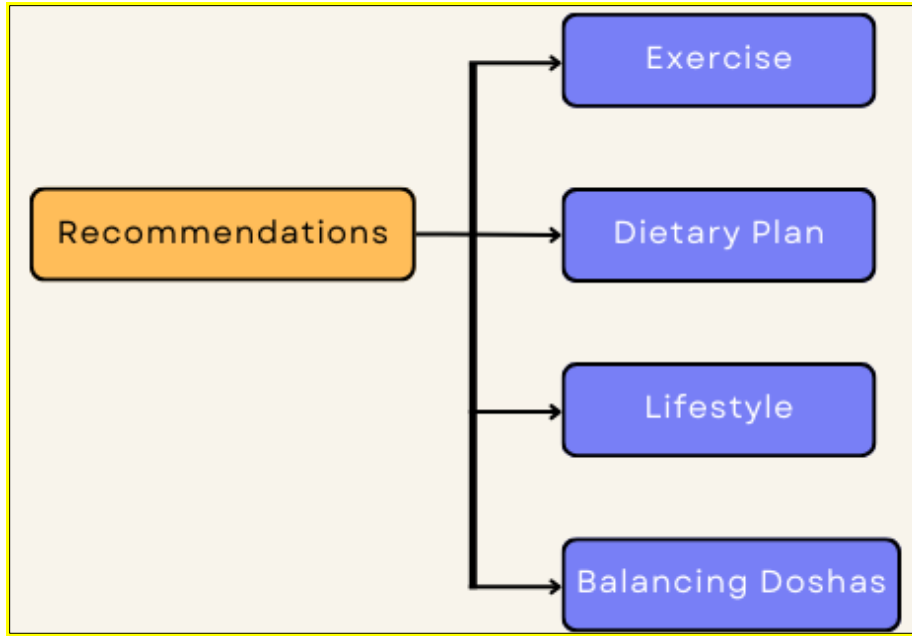 Exercise
Recommendations
Dietary Plan
Lifestyle
Balancing Doshas